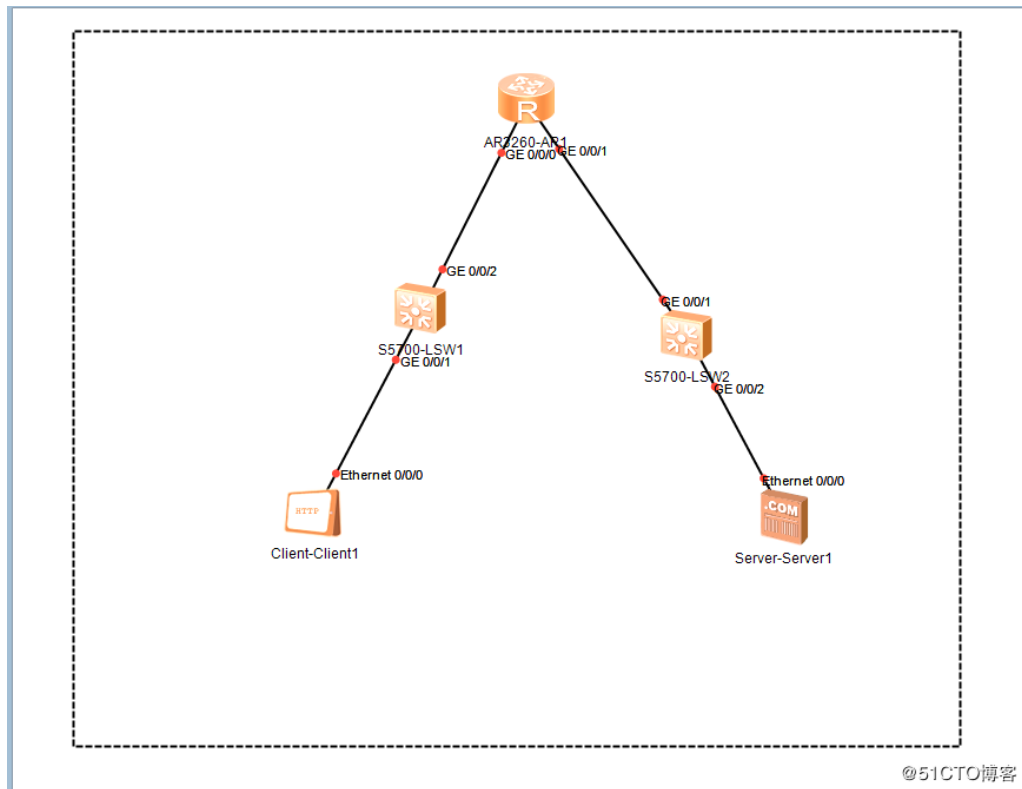 R
AR3260-AR1
GE 0/0/0
GE 0/0/1
GE 0/0/2
GE 0/0/1
S5700-LSW1
GE 0/0/1
S5700-LSW2
GE 0/0/2
Ethernet 0/0/0
Ethernet 0/0/0
HTTP
.COM
Client-Client1
Server-Server1
@51CTO博客